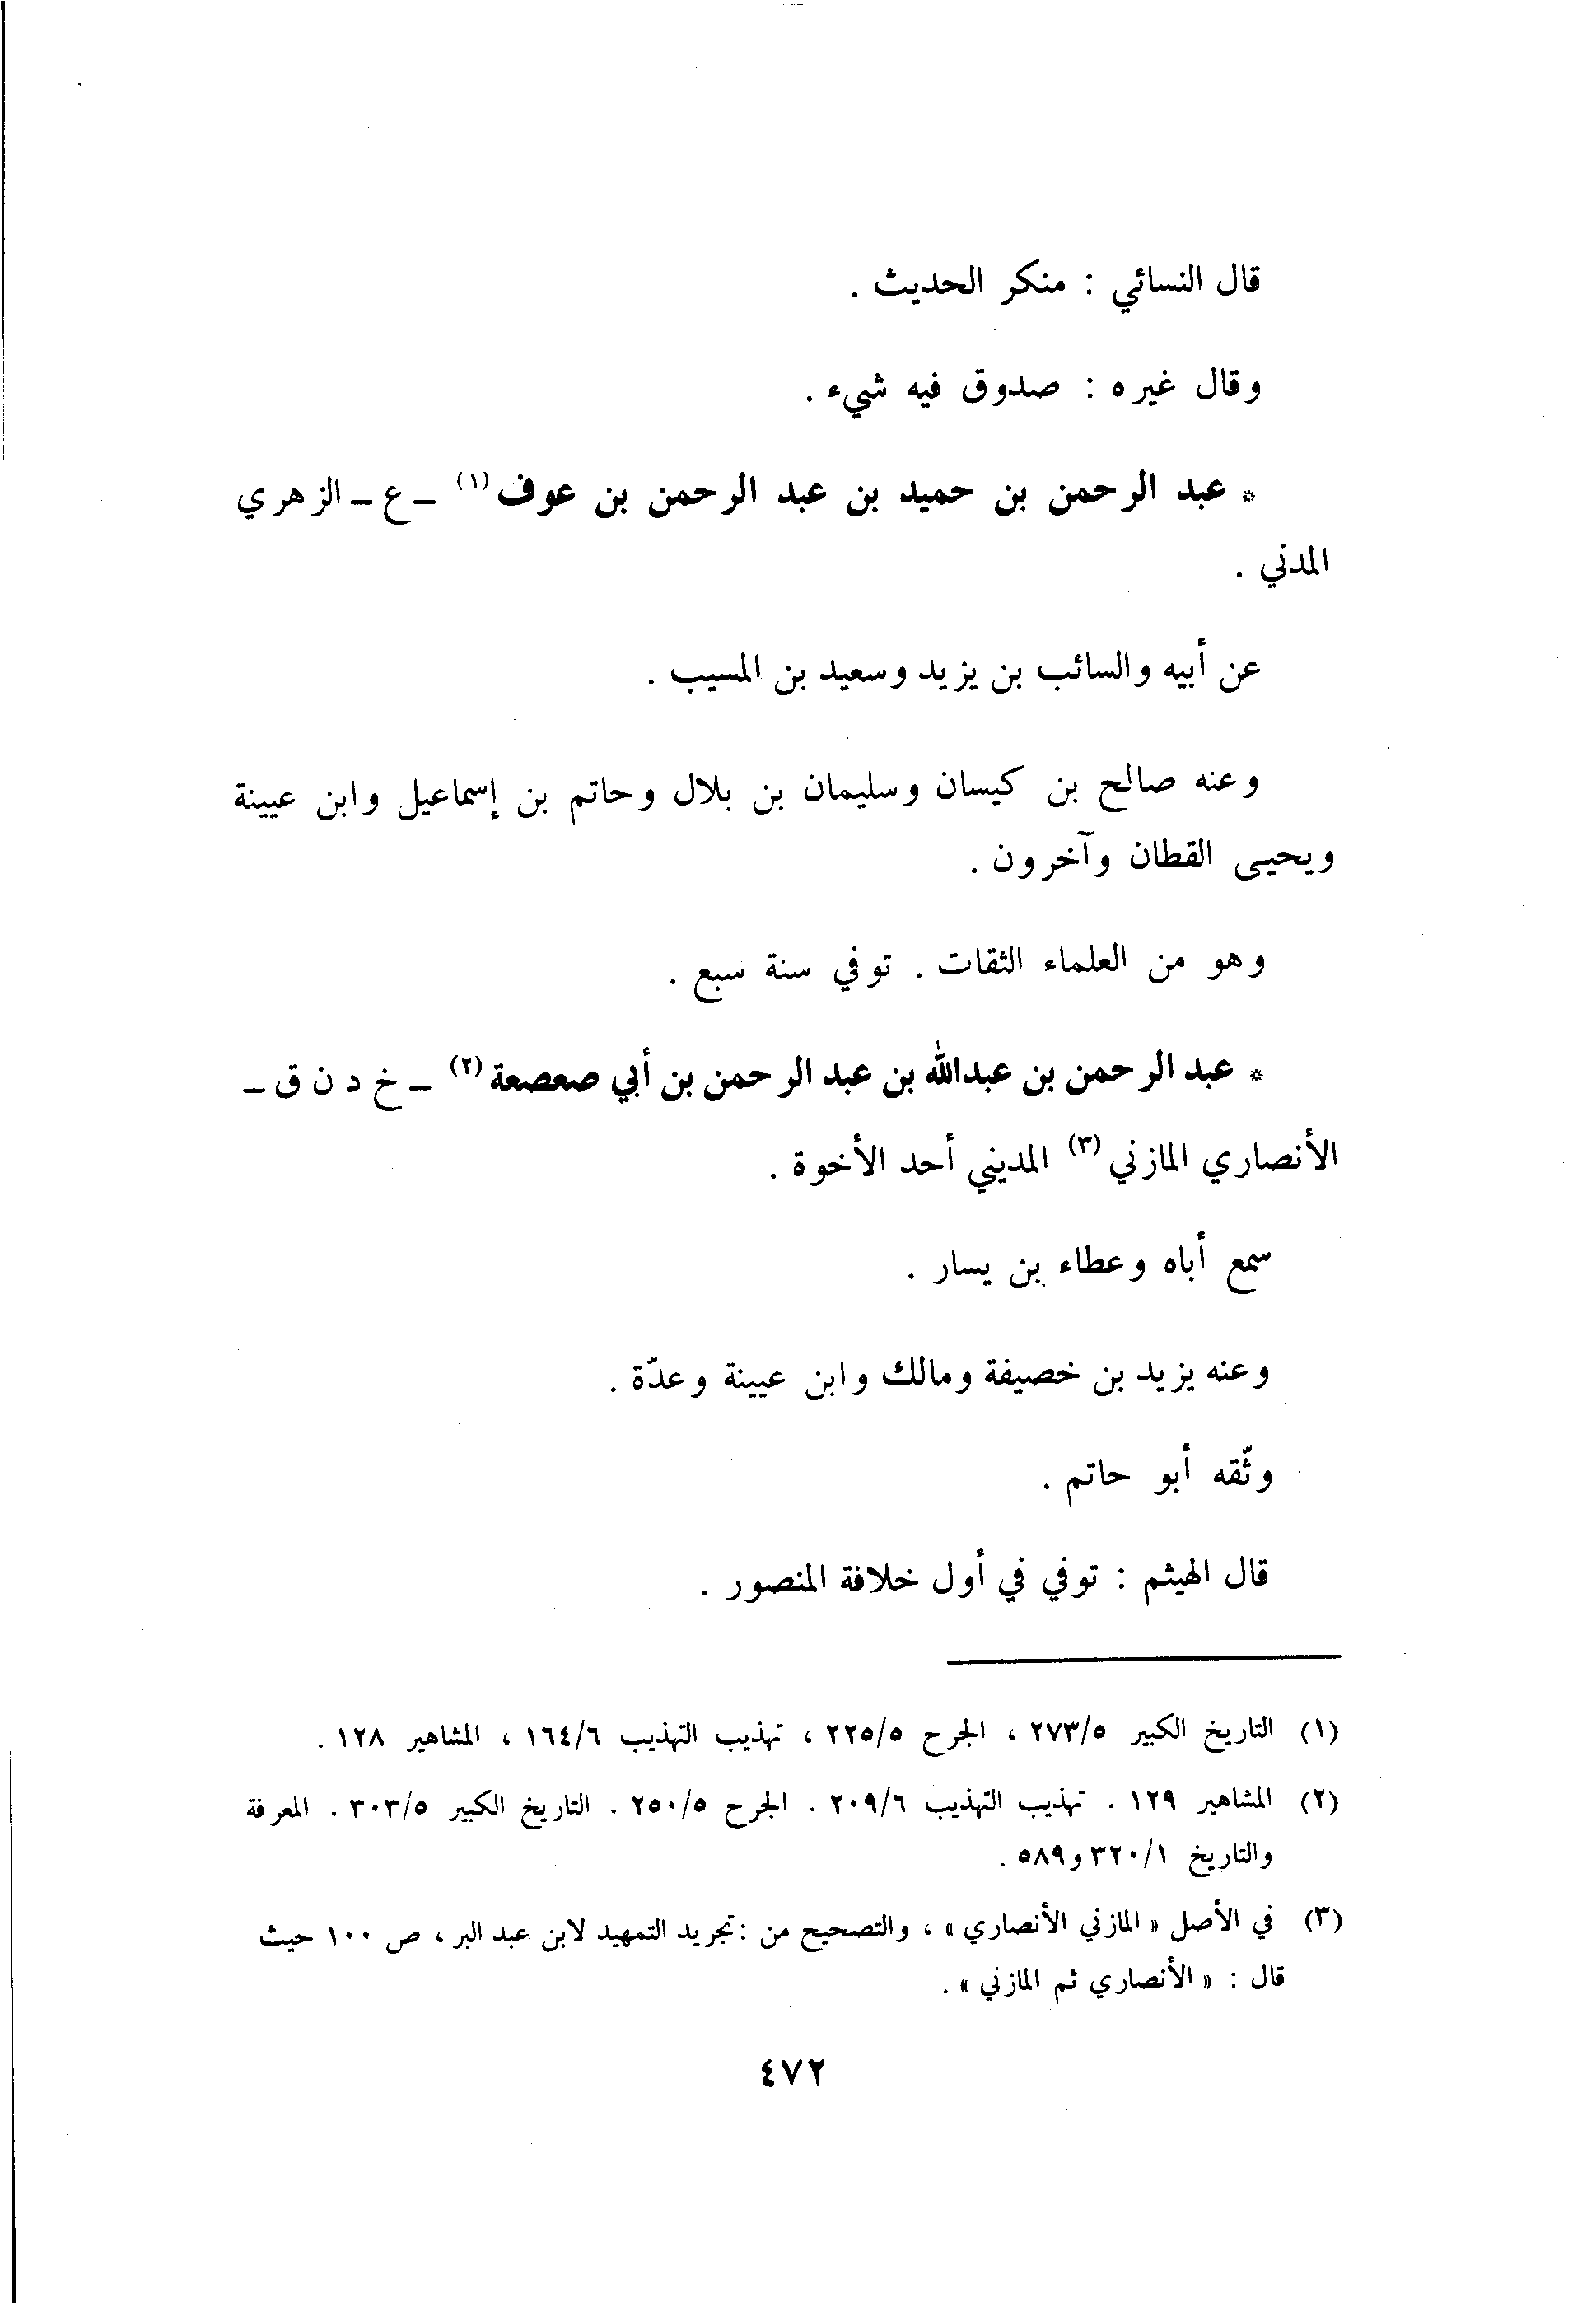 قال النسائي : منكر الحديث .
وقال غيره : صدوق فيه شيء .
* عبد الرحمن بن حميد بن عبد الرحمن بن عوف (١) - ع - الزهري
المدني .
عن أبيه والسائب بن يزيد وسعيد بن المسيب .
وعنه صالح بن كيسان وسليمان بن بلال وحاتم بن إسماعيل وابن عيينة
ويحيى القطان وآخرون .
وهو من العلماء الثقات . توفي سنة سبع .
* عبد الرحمن بن عبدالله بن عبد الرحمن بن أبي صعصعة (٢) - خ د ن ق -
الأنصاري المازني (٣) المديني أحد الأخوة .
سمع أباه وعطاء بن يسار .
وعنه يزيد بن خصيفة ومالك وابن عيينة وعدّة .
وثّقه أبو حاتم .
قال الهيثم : توفي في أول خلافة المنصور .
(١) التاريخ الكبير ٢٧٣/٥ ، الجرح ٢٢٥/٥ ، تهذيب التهذيب ١٦٤/٦ ، المشاهير ١٢٨ .
(٢) المشاهير ١٢٩ . تهذيب التهذيب ٢٠٩/٦ . الجرح ٢٥٠/٥ . التاريخ الكبير ٣٠٣/٥ . المعرفة
والتاريخ ٣٢٠/١ و٥٨٩ .
(٣) في الأصل « المازني الأنصاري » ، والتصحيح من : تجريد التمهيد لابن عبد البر ، ص ١٠٠ حيث
قال : « الأنصاري ثم المازني » .
٤٧٢